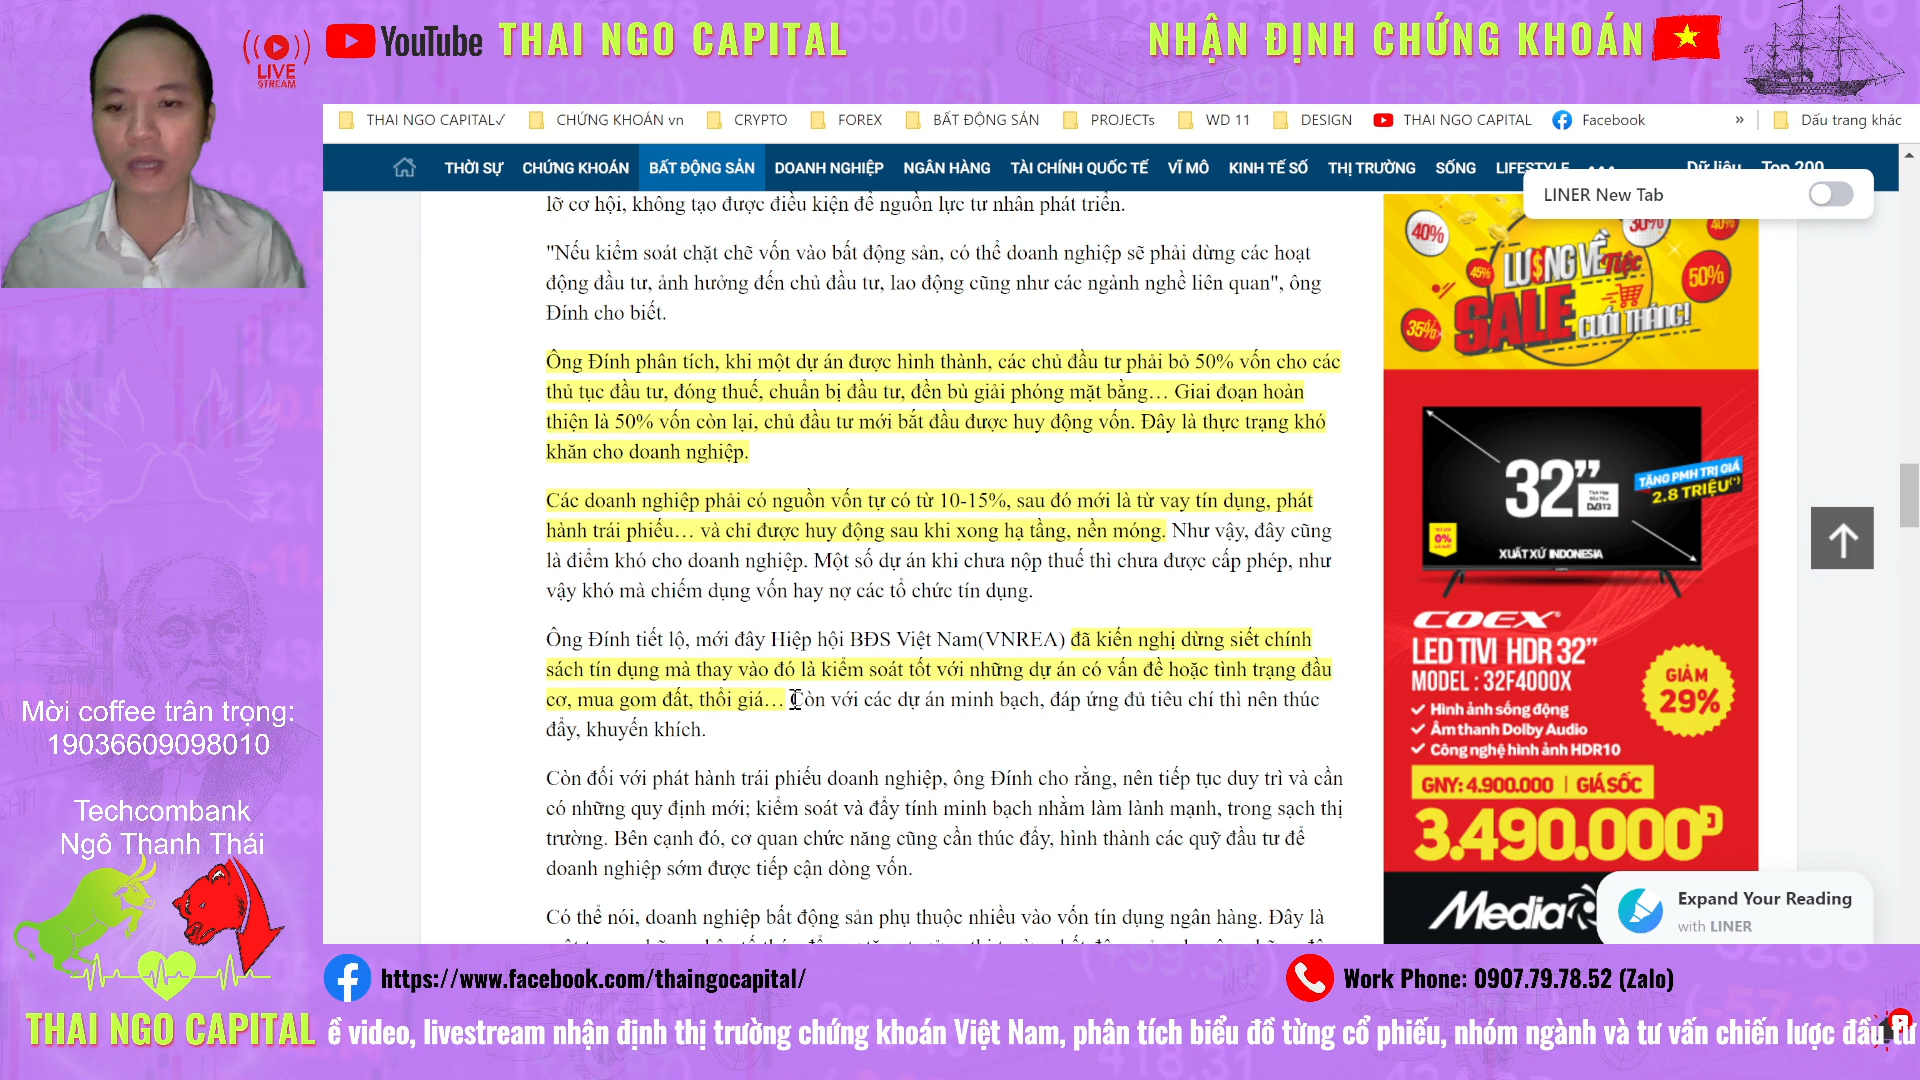 LIVE
STREAM
YouTube
THAI NGO CAPITAL
NHẬN ĐỊNH CHỨNG KHOÁN
THAI NGO CAPITAL✓
CHỨNG KHOÁN vn
CRYPTO
FOREX
BẤT ĐỘNG SẢN
PROJECTs
WD 11
DESIGN
THAI NGO CAPITAL
Facebook
»
Dấu trang khác
THỜI SỰ
CHỨNG KHOÁN
BẤT ĐỘNG SẢN
DOANH NGHIỆP
NGÂN HÀNG
TÀI CHÍNH QUỐC TẾ
VĨ MÔ
KINH TẾ SỐ
THỊ TRƯỜNG
SỐNG
LIFESTYLE
Dữ liệu
Top 200
LINER New Tab
lỡ cơ hội, không tạo được điều kiện để nguồn lực tư nhân phát triển.
"Nếu kiểm soát chặt chẽ vốn vào bất động sản, có thể doanh nghiệp sẽ phải dừng các hoạt
động đầu tư, ảnh hưởng đến chủ đầu tư, lao động cũng như các ngành nghề liên quan", ông
Đính cho biết.
Ông Đính phân tích, khi một dự án được hình thành, các chủ đầu tư phải bỏ 50% vốn cho các
thủ tục đầu tư, đóng thuế, chuẩn bị đầu tư, đền bù giải phóng mặt bằng… Giai đoạn hoàn
thiện là 50% vốn còn lại, chủ đầu tư mới bắt đầu được huy động vốn. Đây là thực trạng khó
khăn cho doanh nghiệp.
Các doanh nghiệp phải có nguồn vốn tự có từ 10-15%, sau đó mới là từ vay tín dụng, phát
hành trái phiếu… và chỉ được huy động sau khi xong hạ tầng, nền móng. Như vậy, đây cũng
là điểm khó cho doanh nghiệp. Một số dự án khi chưa nộp thuế thì chưa được cấp phép, như
vậy khó mà chiếm dụng vốn hay nợ các tổ chức tín dụng.
Ông Đính tiết lộ, mới đây Hiệp hội BĐS Việt Nam(VNREA) đã kiến nghị dừng siết chính
sách tín dụng mà thay vào đó là kiểm soát tốt với những dự án có vấn đề hoặc tình trạng đầu
cơ, mua gom đất, thổi giá… Còn với các dự án minh bạch, đáp ứng đủ tiêu chí thì nên thúc
đẩy, khuyến khích.
Còn đối với phát hành trái phiếu doanh nghiệp, ông Đính cho rằng, nên tiếp tục duy trì và cần
có những quy định mới; kiểm soát và đẩy tính minh bạch nhằm làm lành mạnh, trong sạch thị
trường. Bên cạnh đó, cơ quan chức năng cũng cần thúc đẩy, hình thành các quỹ đầu tư để
doanh nghiệp sớm được tiếp cận dòng vốn.
Có thể nói, doanh nghiệp bất động sản phụ thuộc nhiều vào vốn tín dụng ngân hàng. Đây là
40%
30%
40%
45%
50%
35%
LƯƠNG VỀ
Tiệc
SALE
CUỐI THÁNG!
32”
TẶNG PMH TRỊ GIÁ
2.8 TRIỆU(*)
0%
XUẤT XỨ INDONESIA
COEX
LED TIVI HDR 32”
MODEL : 32F4000X
GIẢM
29%
✓ Hình ảnh sống động
✓ Âm thanh Dolby Audio
✓ Công nghệ hình ảnh HDR10
GNY: 4.900.000 | GIÁ SỐC
3.490.000Đ
Media
Expand Your Reading
with LINER
Mời coffee trân trọng:
19036609098010
Techcombank
Ngô Thanh Thái
https://www.facebook.com/thaingocapital/
Work Phone: 0907.79.78.52 (Zalo)
THAI NGO CAPITAL
ề video, livestream nhận định thị trường chứng khoán Việt Nam, phân tích biểu đồ từng cổ phiếu, nhóm ngành và tư vấn chiến lược đầu tư